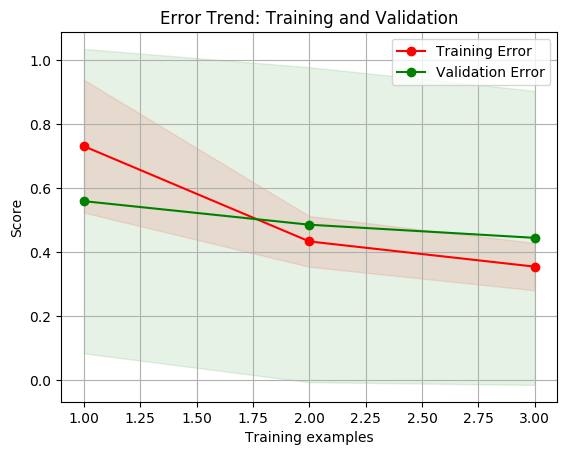 Error Trend: Training and Validation
Training Error
Validation Error
Score
1.0
0.8
0.6
0.4
0.2
0.0
1.00 1.25 1.50 1.75 2.00 2.25 2.50 2.75 3.00
Training examples